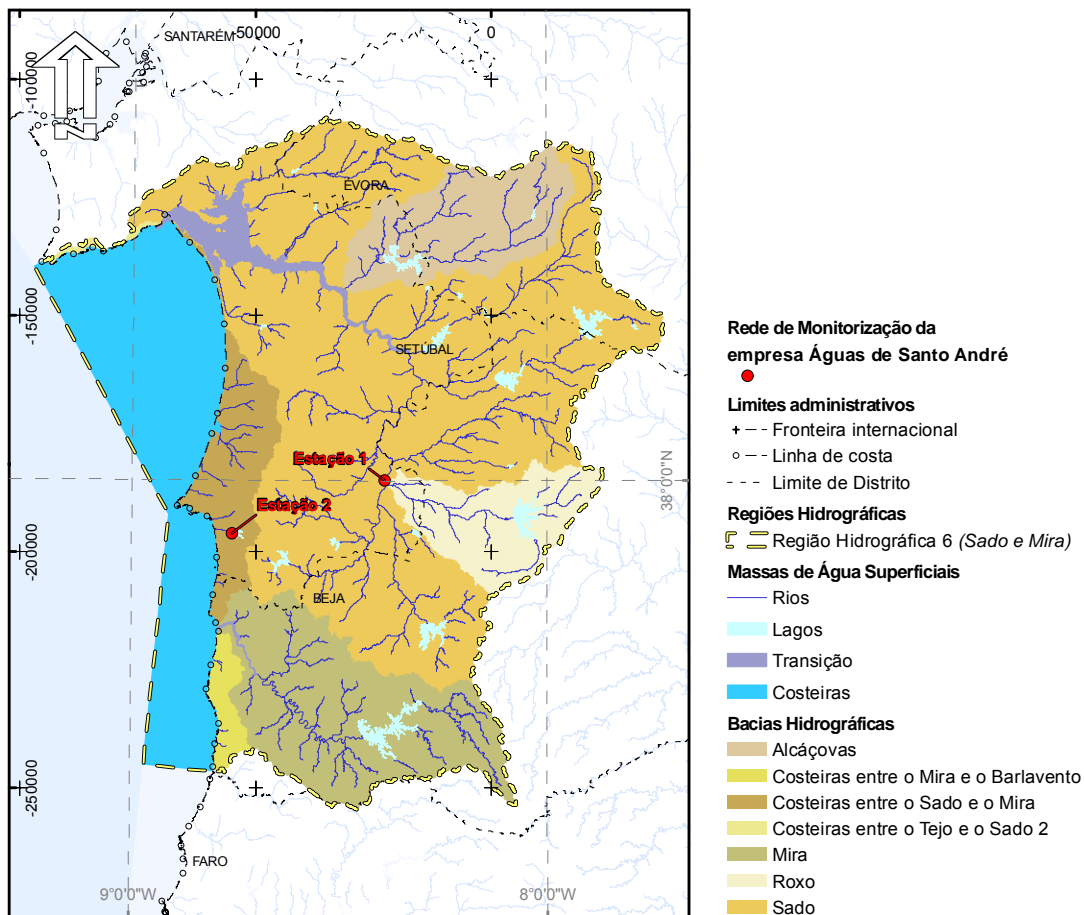 SANTARÉM
-50000
0
-100000
ÉVORA
-150000
SETÚBAL
Estação 1
38°0'0"N
Estação 2
-200000
BEJA
-250000
FARO
9°0'0"W
8°0'0"W
N
Rede de Monitorização da
empresa Águas de Santo André
Limites administrativos
Fronteira internacional
Linha de costa
Limite de Distrito
Regiões Hidrográficas
Região Hidrográfica 6 (Sado e Mira)
Massas de Água Superficiais
Rios
Lagos
Transição
Costeiras
Bacias Hidrográficas
Alcáçovas
Costeiras entre o Mira e o Barlavento
Costeiras entre o Sado e o Mira
Costeiras entre o Tejo e o Sado 2
Mira
Roxo
Sado